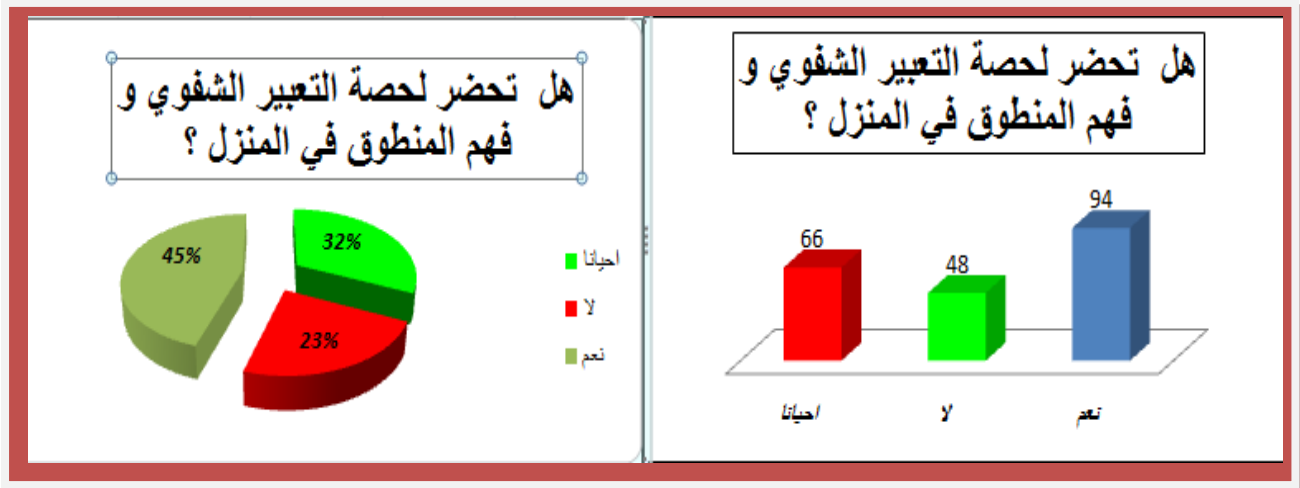 هل تحضر لحصة التعبير الشفوي و
فهم المنطوق في المنزل ؟
94
66
48
نعم
لا
احيانا
هل تحضر لحصة التعبير الشفوي و
فهم المنطوق في المنزل ؟
32%
45%
23%
احيانا
لا
نعم